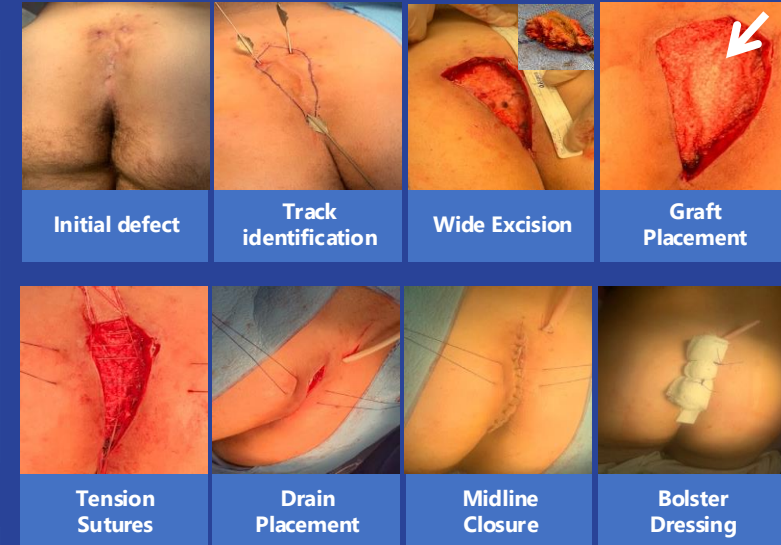 Initial defect
Track
identification
Wide Excision
Graft
Placement
Tension
Sutures
Drain
Placement
Midline
Closure
Bolster
Dressing